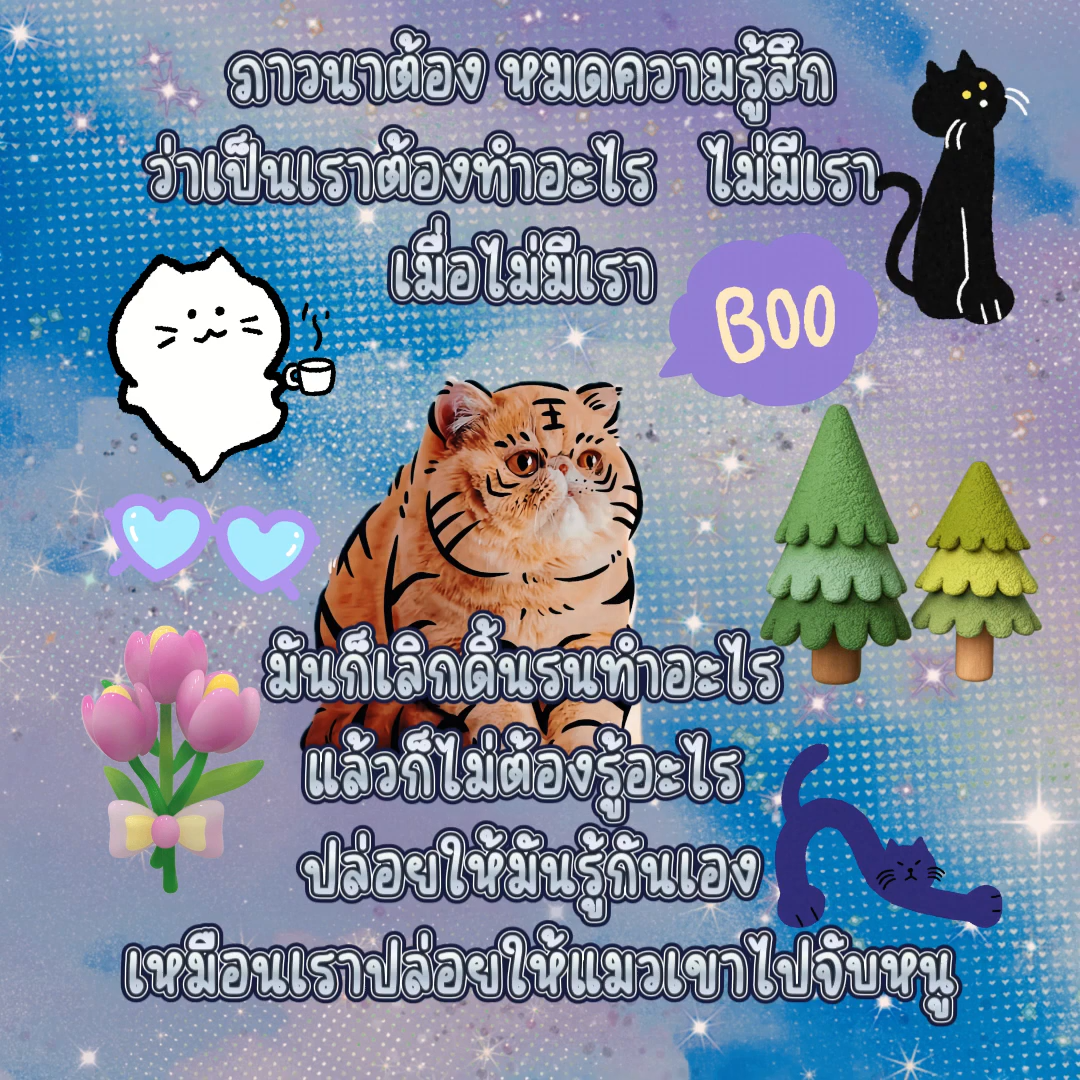 ภาวนาต้อง หมดความรู้สึก
ว่าเป็นเราต้องทำอะไร ไม่มีเรา
เมื่อไม่มีเรา
BOO
王
มันก็เลิกดิ้นรนทำอะไร
แล้วก็ไม่ต้องรู้อะไร
ปล่อยให้มันรู้กันเอง
เหมือนเราปล่อยให้แมวเขาไปจับหนู